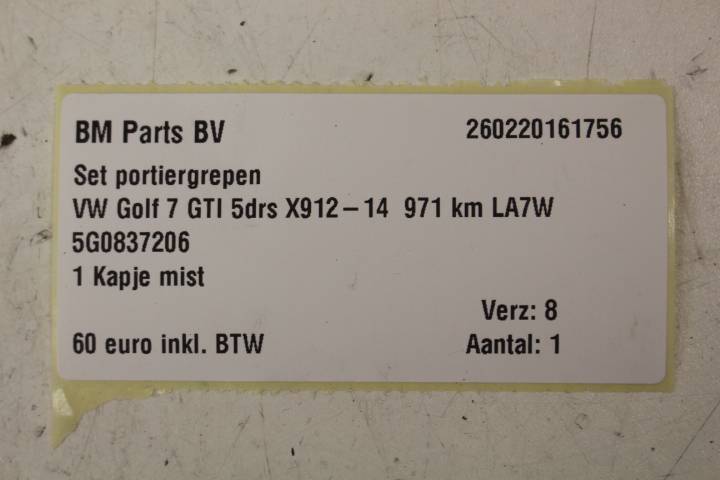 BM Parts BV 260220161756
Set portiergrepen
VW Golf 7 GTI 5drs X912-14 971 km LA7W
5G0837206
1 Kapje mist
Verz: 8
60 euro inkl. BTW Aantal: 1